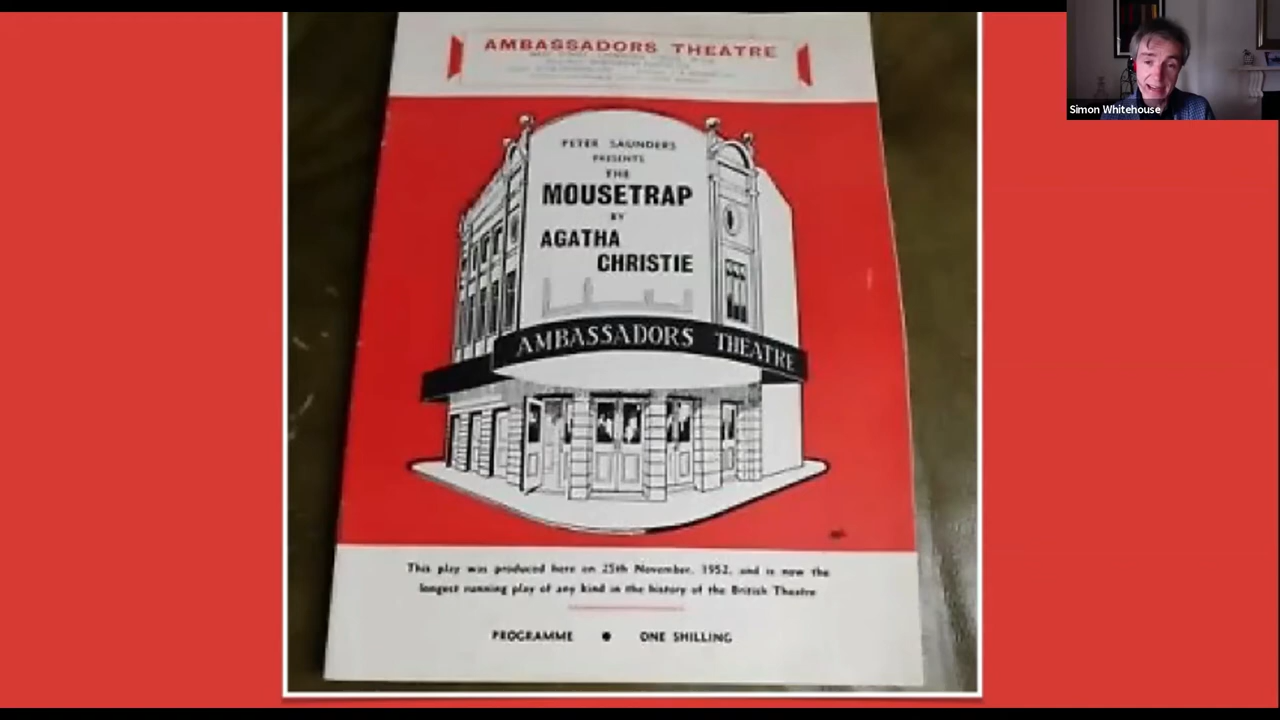 AMBASSADORS THEATRE
PETER SAUNDERS
PRESENTS
THE
MOUSETRAP
BY
AGATHA
CHRISTIE
AMBASSADORS THEATRE
This play was produced here on 25th November, 1952, and is now the
longest running play of any kind in the history of the British Theatre
PROGRAMME ● ONE SHILLING
Simon Whitehouse